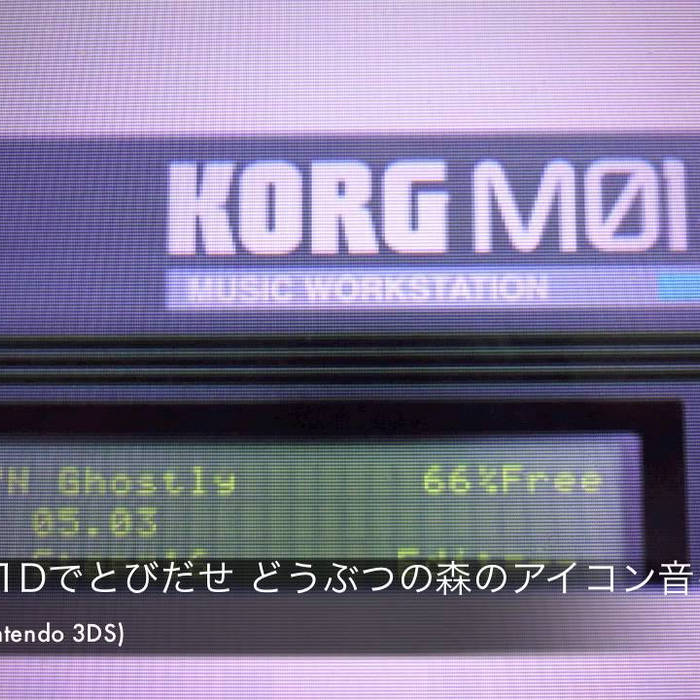 KORG MØ1
MUSIC WORKSTATION
Ghostly 66%Free
05.03
1Dでとびだせ どうぶつの森のアイコン音
ntendo 3DS)